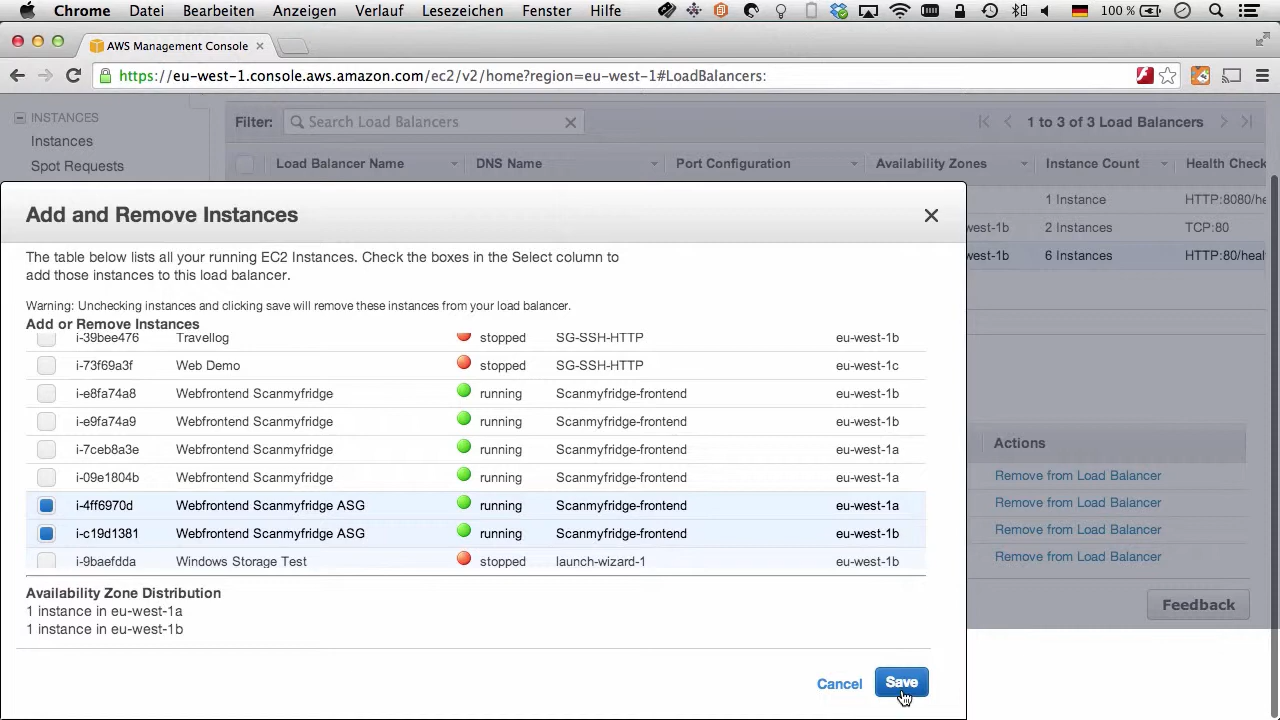 Chrome Datei Bearbeiten Anzeigen Verlauf Lesezeichen Fenster Hilfe 100 %
AWS Management Console
https://eu-west-1.console.aws.amazon.com/ec2/v2/home?region=eu-west-1#LoadBalancers:
INSTANCES
Instances
Spot Requests
Filter: Search Load Balancers 1 to 3 of 3 Load Balancers
Load Balancer Name DNS Name Port Configuration Availability Zones Instance Count Health Check
1 Instance HTTP:8080/he
west-1b 2 Instances TCP:80
west-1b 6 Instances HTTP:80/heal
Add and Remove Instances
The table below lists all your running EC2 Instances. Check the boxes in the Select column to
add those instances to this load balancer.
Warning: Unchecking instances and clicking save will remove these instances from your load balancer.
Add or Remove Instances
i-39bee476 Travellog stopped SG-SSH-HTTP eu-west-1b
i-73f69a3f Web Demo stopped SG-SSH-HTTP eu-west-1c
i-e8fa74a8 Webfrontend Scanmyfridge running Scanmyfridge-frontend eu-west-1b
i-e9fa74a9 Webfrontend Scanmyfridge running Scanmyfridge-frontend eu-west-1b
i-7ceb8a3e Webfrontend Scanmyfridge running Scanmyfridge-frontend eu-west-1a
i-09e1804b Webfrontend Scanmyfridge running Scanmyfridge-frontend eu-west-1a
i-4ff6970d Webfrontend Scanmyfridge ASG running Scanmyfridge-frontend eu-west-1a
i-c19d1381 Webfrontend Scanmyfridge ASG running Scanmyfridge-frontend eu-west-1b
i-9baefdda Windows Storage Test stopped launch-wizard-1 eu-west-1b
Actions
Remove from Load Balancer
Remove from Load Balancer
Remove from Load Balancer
Remove from Load Balancer
Feedback
Availability Zone Distribution
1 instance in eu-west-1a
1 instance in eu-west-1b
Cancel Save